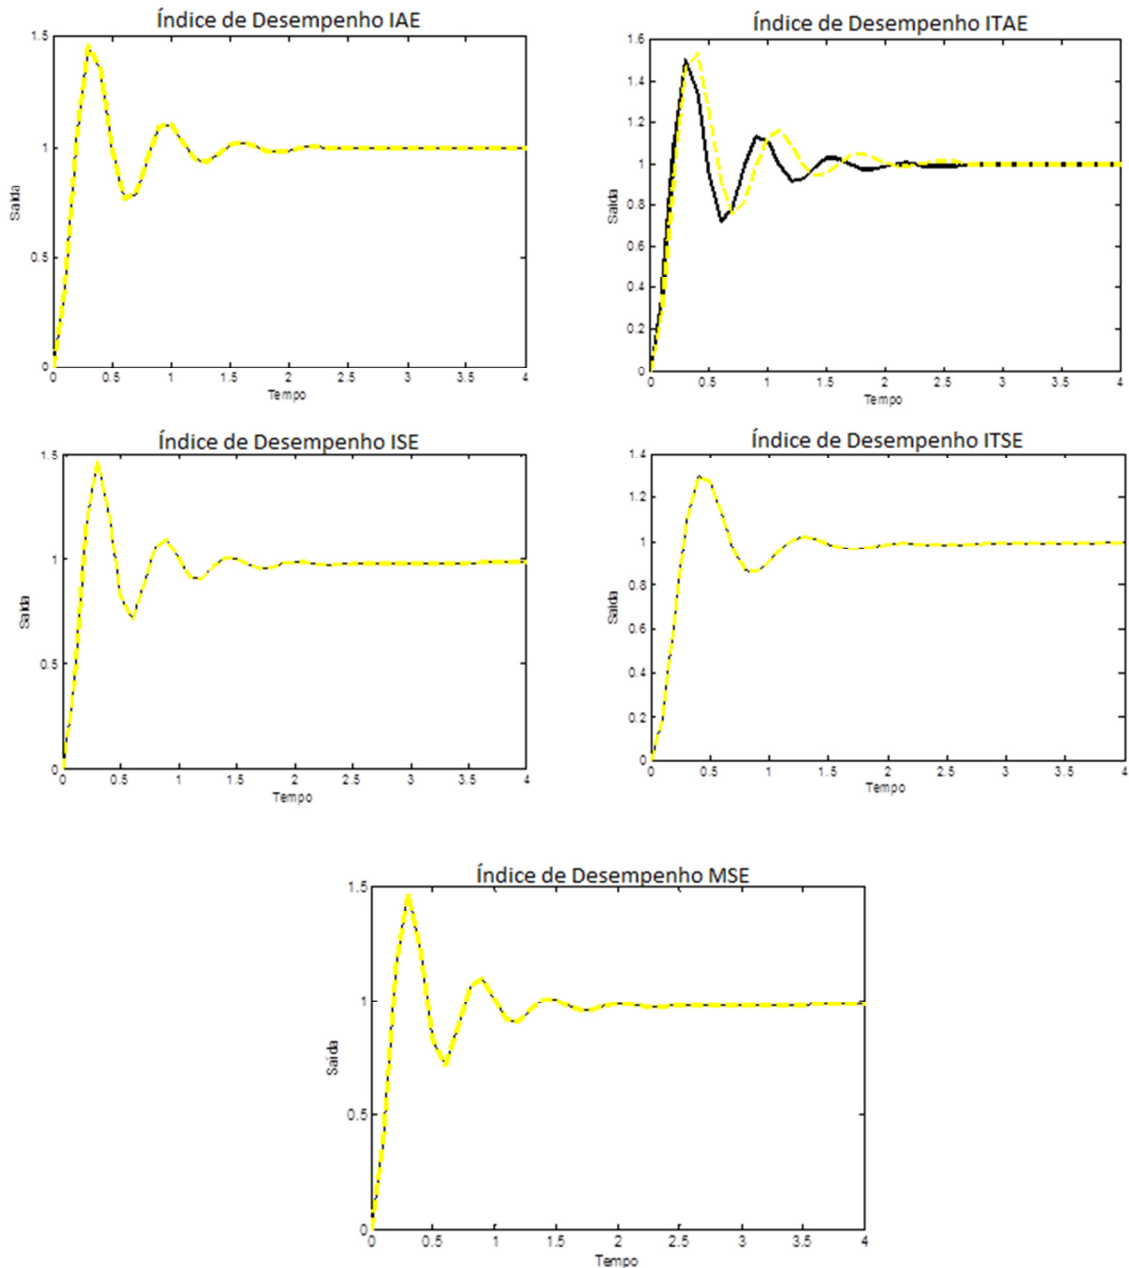 Índice de Desempenho IAE
1.5
1
0.5
0
Saída
0 0.5 1 1.5 2 2.5 3 3.5 4
Tempo
Índice de Desempenho ITAE
1.6
1.4
1.2
1
0.8
0.6
0.4
0.2
0
Saída
0 0.5 1 1.5 2 2.5 3 3.5 4
Tempo
Índice de Desempenho ISE
1.5
1
0.5
0
Saída
0 0.5 1 1.5 2 2.5 3 3.5 4
Tempo
Índice de Desempenho ITSE
1.4
1.2
1
0.8
0.6
0.4
0.2
0
Saída
0 0.5 1 1.5 2 2.5 3 3.5 4
Tempo
Índice de Desempenho MSE
1.5
1
0.5
0
Saída
0 0.5 1 1.5 2 2.5 3 3.5 4
Tempo